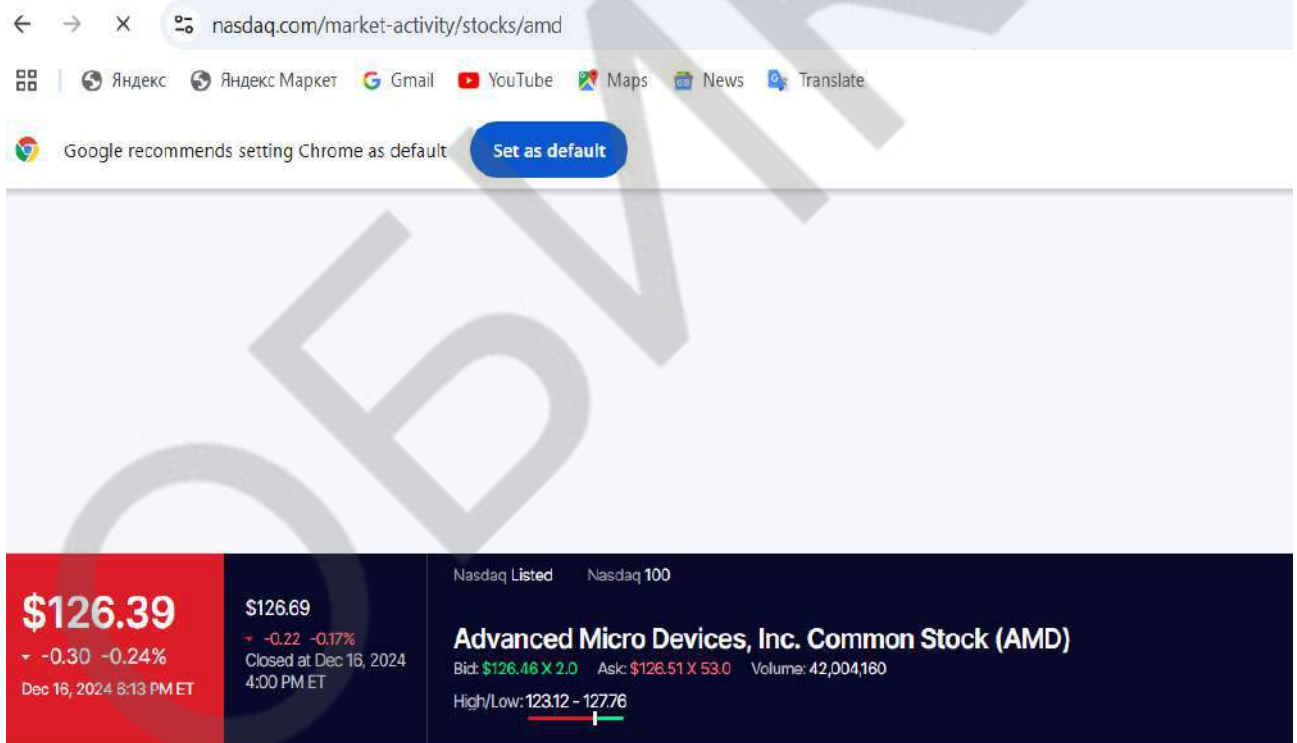 nasdaq.com/market-activity/stocks/amd
Яндекс Яндекс Маркет Gmail YouTube Maps News Translate
Google recommends setting Chrome as default Set as default
Nasdaq Listed Nasdaq 100
$126.39
-0.30 -0.24%
Dec 16, 2024 6:13 PM ET
$126.69
-0.22 -0.17%
Closed at Dec 16, 2024
4:00 PM ET
Advanced Micro Devices, Inc. Common Stock (AMD)
Bid: $126.46 X 2.0 Ask: $126.51 X 53.0 Volume: 42,004,160
High/Low: 123.12 - 127.76